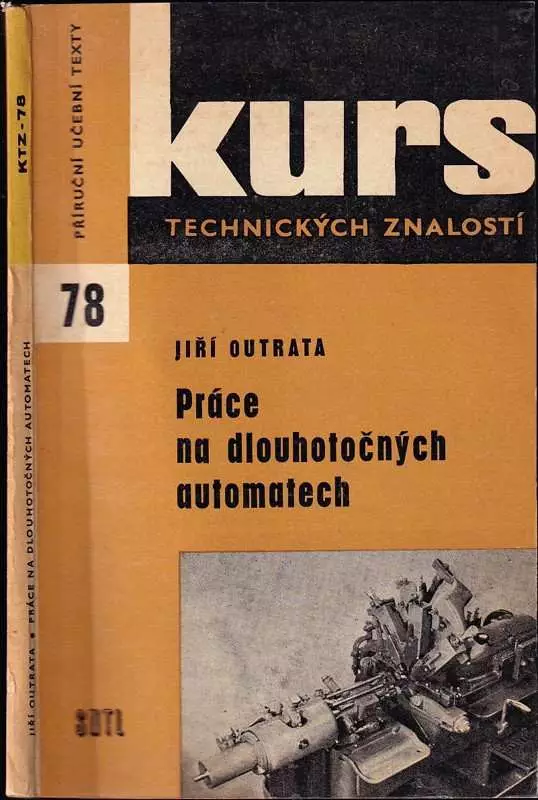 KTZ-78
JIŘÍ OUTRATA • PRÁCE NA DLOUHOTOČNÝCH AUTOMATECH
PŘÍRUČNÍ UČEBNÍ TEXTY
kurs
TECHNICKÝCH ZNALOSTÍ
78
JIŘÍ OUTRATA
Práce
na dlouhotočných
automatech
SNTL